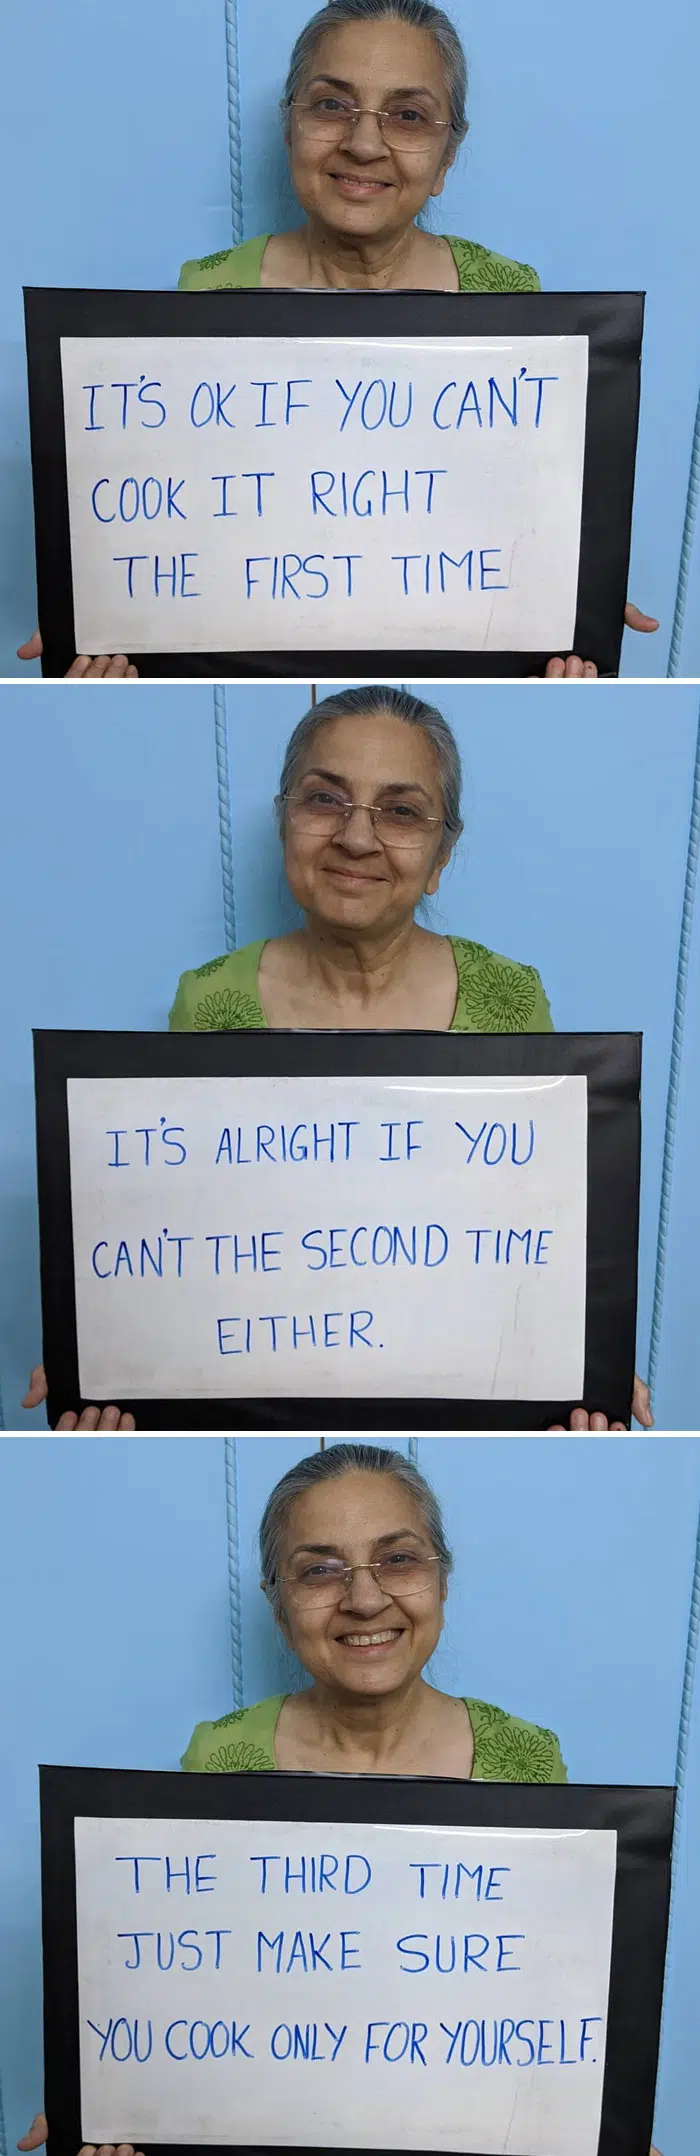 IT'S OK IF YOU CAN'T
COOK IT RIGHT
THE FIRST TIME
IT'S ALRIGHT IF YOU
CAN'T THE SECOND TIME
EITHER.
THE THIRD TIME
JUST MAKE SURE
YOU COOK ONLY FOR YOURSELF.